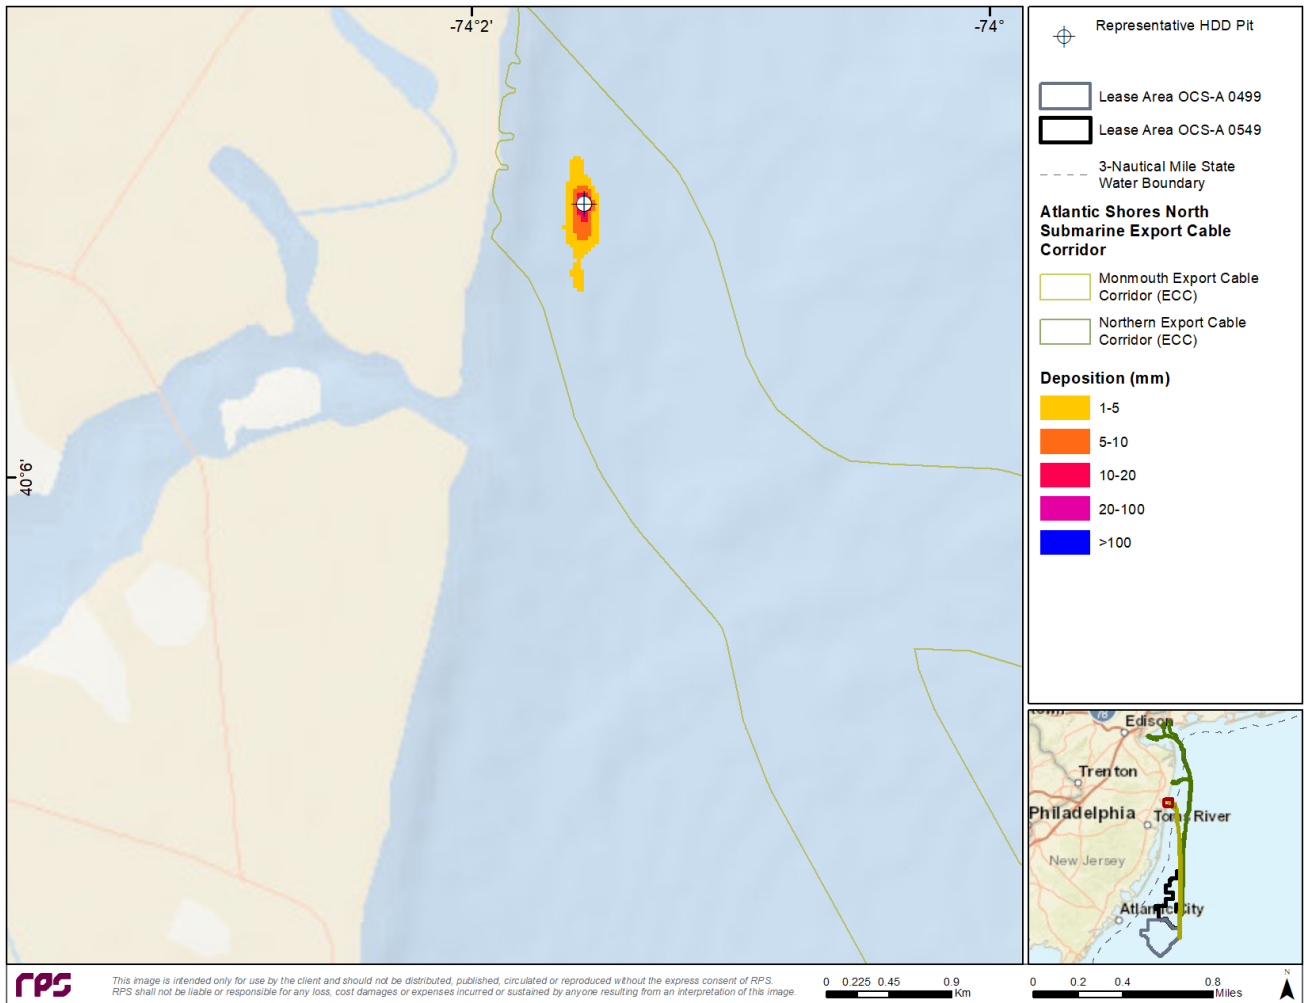 -74°2'
-74°
40°6'
Representative HDD Pit
Lease Area OCS-A 0499
Lease Area OCS-A 0549
3-Nautical Mile State
Water Boundary
Atlantic Shores North
Submarine Export Cable
Corridor
Monmouth Export Cable
Corridor (ECC)
Northern Export Cable
Corridor (ECC)
Deposition (mm)
1-5
5-10
10-20
20-100
>100
78
Edison
Trenton
Philadelphia
Toms River
New Jersey
Atlantic City
rps
This image is intended only for use by the client and should not be distributed, published, circulated or reproduced without the express consent of RPS.
RPS shall not be liable or responsible for any loss, cost damages or expenses incurred or sustained by anyone resulting from an interpretation of this image.
0 0.225 0.45 0.9
Km
0 0.2 0.4 0.8
Miles
N